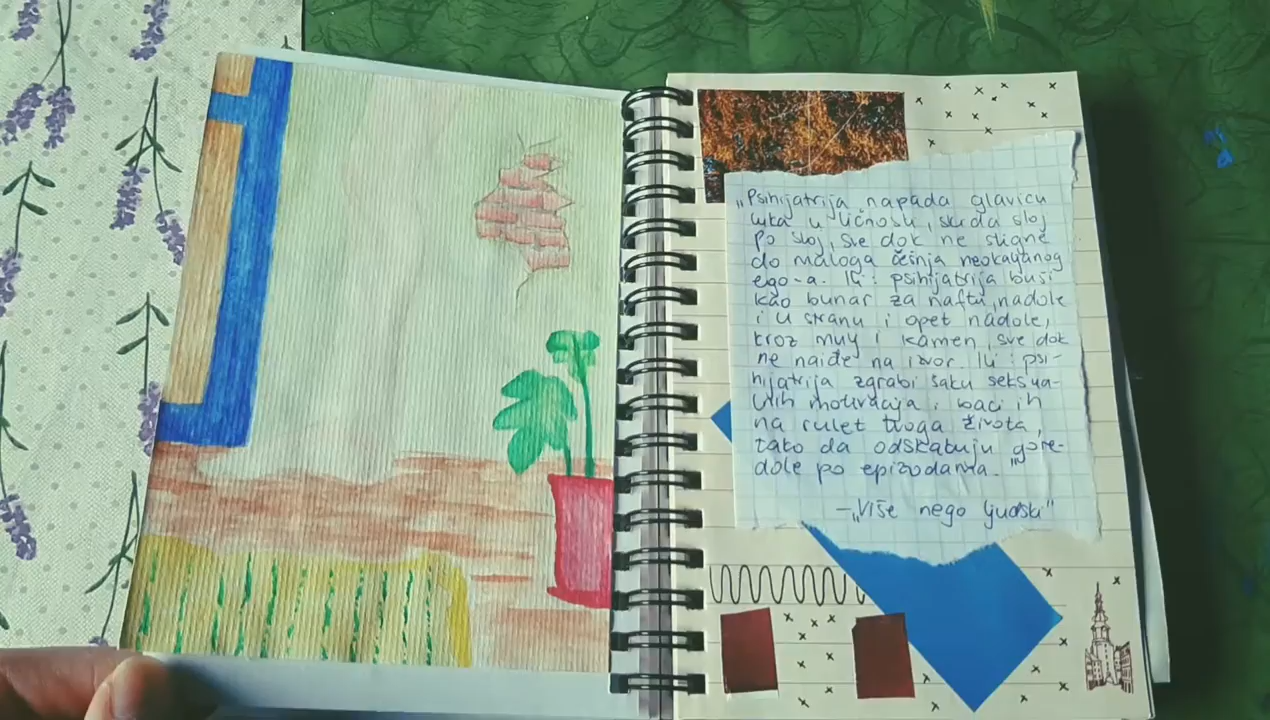 „Psihijatrija napada glavicu
luka u ličnosti, skida sloj
po sloj, sve dok ne stigne
do maloga češnja neokaljanog
ego-a. Ili: psihijatrija buši
kao bunar za naftu, nadole
i u stranu i opet nadole,
kroz mulj i kamen, sve dok
ne naiđe na izvor. Ili: psi-
hijatrija zgrabi šaku seksua-
lnih motivacija i baci ih
na rulet tvoga života,
tako da odskakuju gore-
dole po epizodama.“
-„Više nego ljudski"